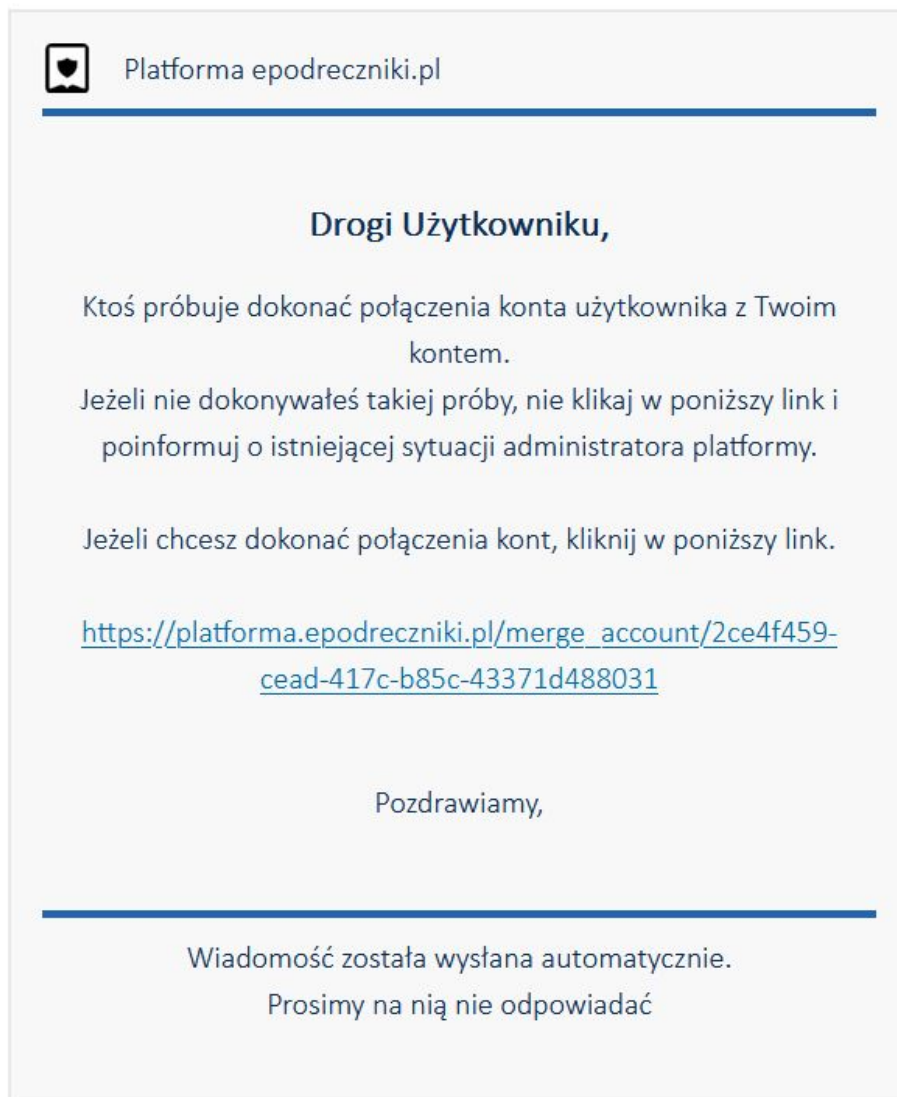 Platforma epodreczniki.pl
Drogi Użytkowniku,
Ktoś próbuje dokonać połączenia konta użytkownika z Twoim
kontem.
Jeżeli nie dokonywałeś takiej próby, nie klikaj w poniższy link i
poinformuj o istniejącej sytuacji administratora platformy.
Jeżeli chcesz dokonać połączenia kont, kliknij w poniższy link.
https://platforma.epodreczniki.pl/merge_account/2ce4f459-
cead-417c-b85c-43371d488031
Pozdrawiamy,
Wiadomość została wysłana automatycznie.
Prosimy na nią nie odpowiadać